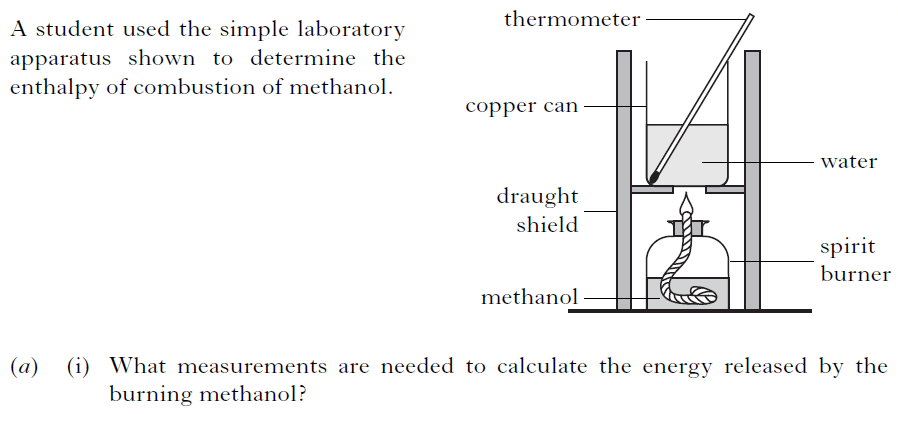 A student used the simple laboratory
apparatus shown to determine the
enthalpy of combustion of methanol.
thermometer
copper can
water
draught
shield
spirit
burner
methanol
(a) (i) What measurements are needed to calculate the energy released by the
burning methanol?